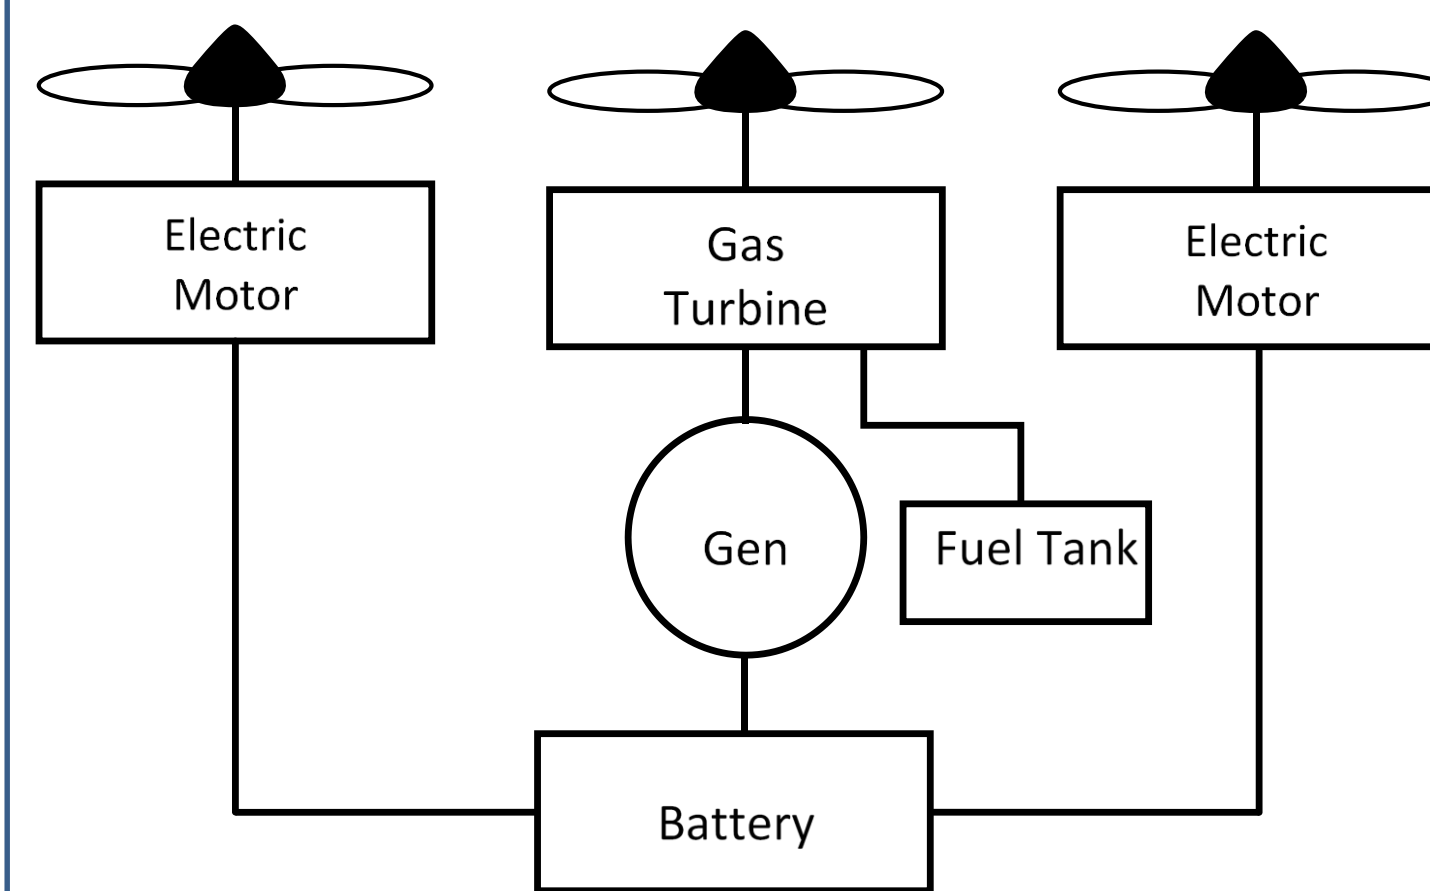 Electric
Motor
Gas
Turbine
Electric
Motor
Gen
Fuel Tank
Battery